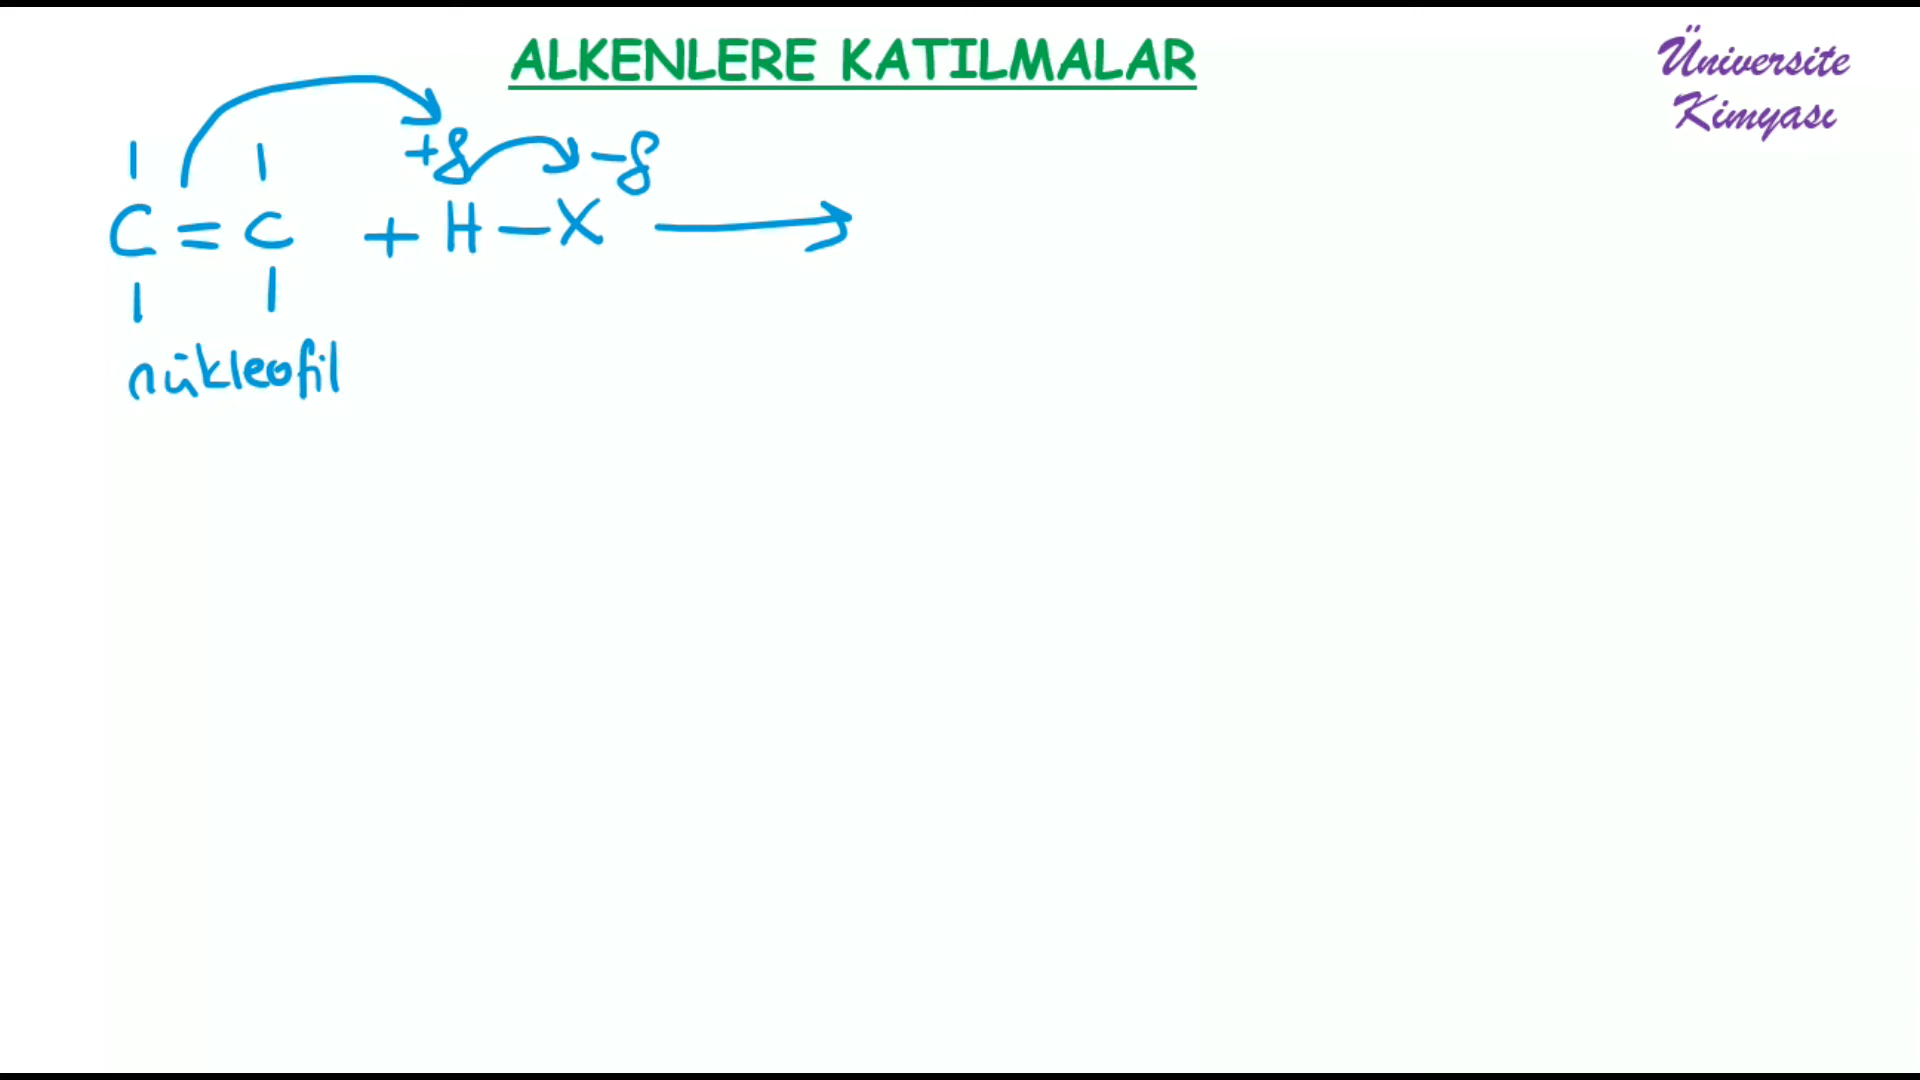 ALKENLERE KATILMALAR
Üniversite
Kimyası
+δ −δ
C = C + H − X ⟶
nükleofil